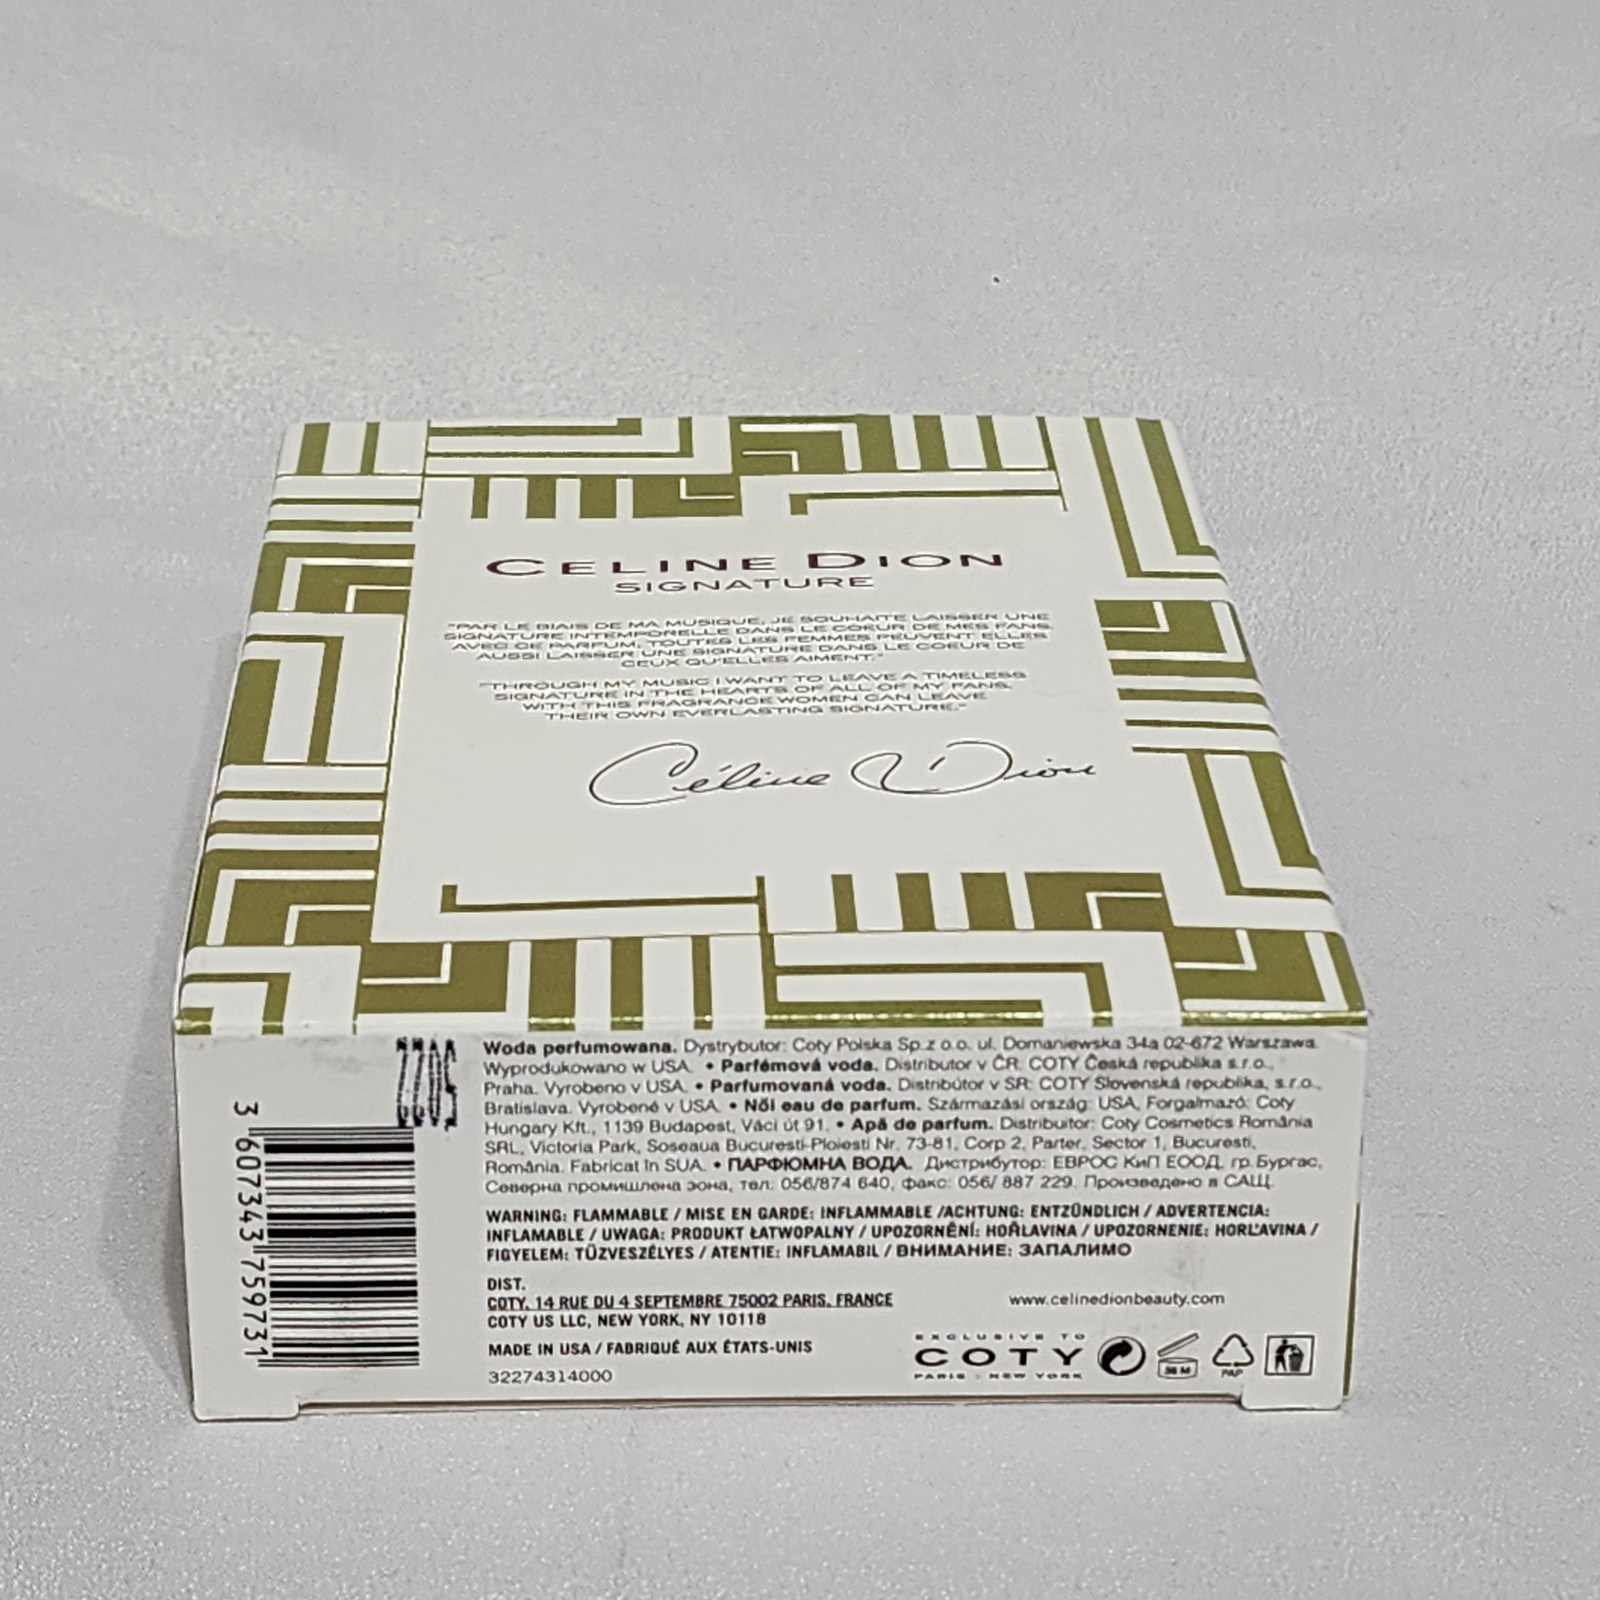 CELINE DION
SIGNATURE
"PAR LE BIAIS DE MA MUSIQUE, JE SOUHAITE LAISSER UNE
SIGNATURE INTEMPORELLE DANS LE COEUR DE MES FANS.
AVEC CE PARFUM, TOUTES LES FEMMES PEUVENT ELLES
AUSSI LAISSER UNE SIGNATURE DANS LE COEUR DE
CEUX QU'ELLES AIMENT."
"THROUGH MY MUSIC I WANT TO LEAVE A TIMELESS
SIGNATURE IN THE HEARTS OF ALL OF MY FANS.
WITH THIS FRAGRANCE WOMEN CAN LEAVE
THEIR OWN EVERLASTING SIGNATURE."
Céline Dion
2205
3 607343 759731
Woda perfumowana. Dystrybutor: Coty Polska Sp.z o.o. ul. Domaniewska 34a 02-672 Warszawa.
Wyprodukowano w USA. • Parfémová voda. Distributor v ČR: COTY Česká republika s.r.o.,
Praha. Vyrobeno v USA. • Parfumovaná voda. Distribútor v SR: COTY Slovenská republika, s.r.o.,
Bratislava. Vyrobené v USA. • Női eau de parfum. Származási ország: USA, Forgalmazó: Coty
Hungary Kft., 1139 Budapest, Váci út 91. • Apă de parfum. Distribuitor: Coty Cosmetics România
SRL, Victoria Park, Soseaua Bucuresti-Ploiesti Nr. 73-81, Corp 2, Parter, Sector 1, Bucuresti,
România. Fabricat în SUA. • ПАРФЮМНА ВОДА. Дистрибутор: ЕВРОС КиП ЕООД, гр.Бургас,
Северна промишлена зона, тел: 056/874 640, факс: 056/ 887 229. Произведено в САЩ.
WARNING: FLAMMABLE / MISE EN GARDE: INFLAMMABLE /ACHTUNG: ENTZÜNDLICH / ADVERTENCIA:
INFLAMABLE / UWAGA: PRODUKT ŁATWOPALNY / UPOZORNĚNÍ: HOŘLAVINA / UPOZORNENIE: HORĽAVINA /
FIGYELEM: TŰZVESZÉLYES / ATENTIE: INFLAMABIL / ВНИМАНИЕ: ЗАПАЛИМО
DIST.
COTY, 14 RUE DU 4 SEPTEMBRE 75002 PARIS, FRANCE
COTY US LLC, NEW YORK, NY 10118
www.celinedionbeauty.com
MADE IN USA / FABRIQUÉ AUX ÉTATS-UNIS
32274314000
EXCLUSIVE TO
COTY
PARIS · NEW YORK
36 M
PAP